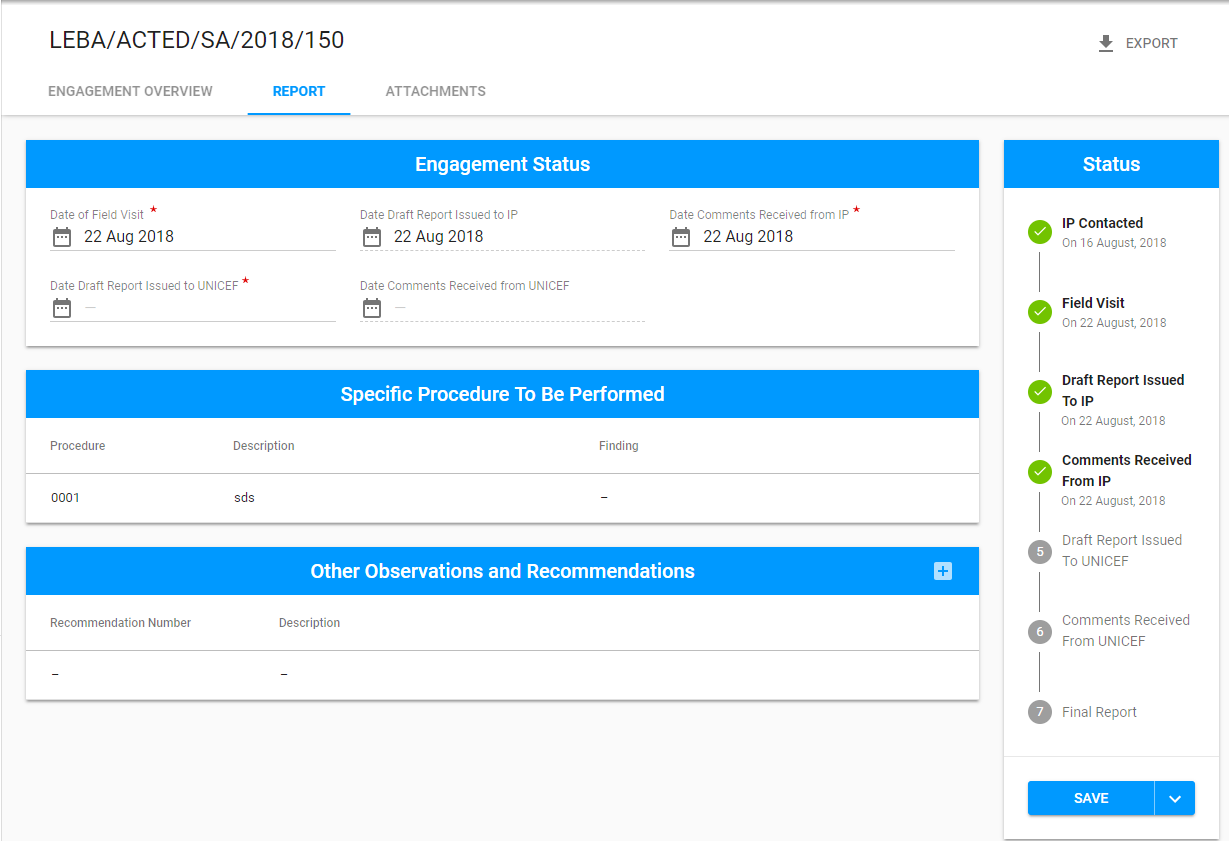 LEBA/ACTED/SA/2018/150
EXPORT
ENGAGEMENT OVERVIEW
REPORT
ATTACHMENTS
Engagement Status
Date of Field Visit *
22 Aug 2018
Date Draft Report Issued to IP
22 Aug 2018
Date Comments Received from IP *
22 Aug 2018
Date Draft Report Issued to UNICEF *
—
Date Comments Received from UNICEF
—
Specific Procedure To Be Performed
Procedure Description Finding
0001 sds –
Other Observations and Recommendations
Recommendation Number Description
– –
Status
IP Contacted
On 16 August, 2018
Field Visit
On 22 August, 2018
Draft Report Issued
To IP
On 22 August, 2018
Comments Received
From IP
On 22 August, 2018
5 Draft Report Issued
To UNICEF
6 Comments Received
From UNICEF
7 Final Report
SAVE